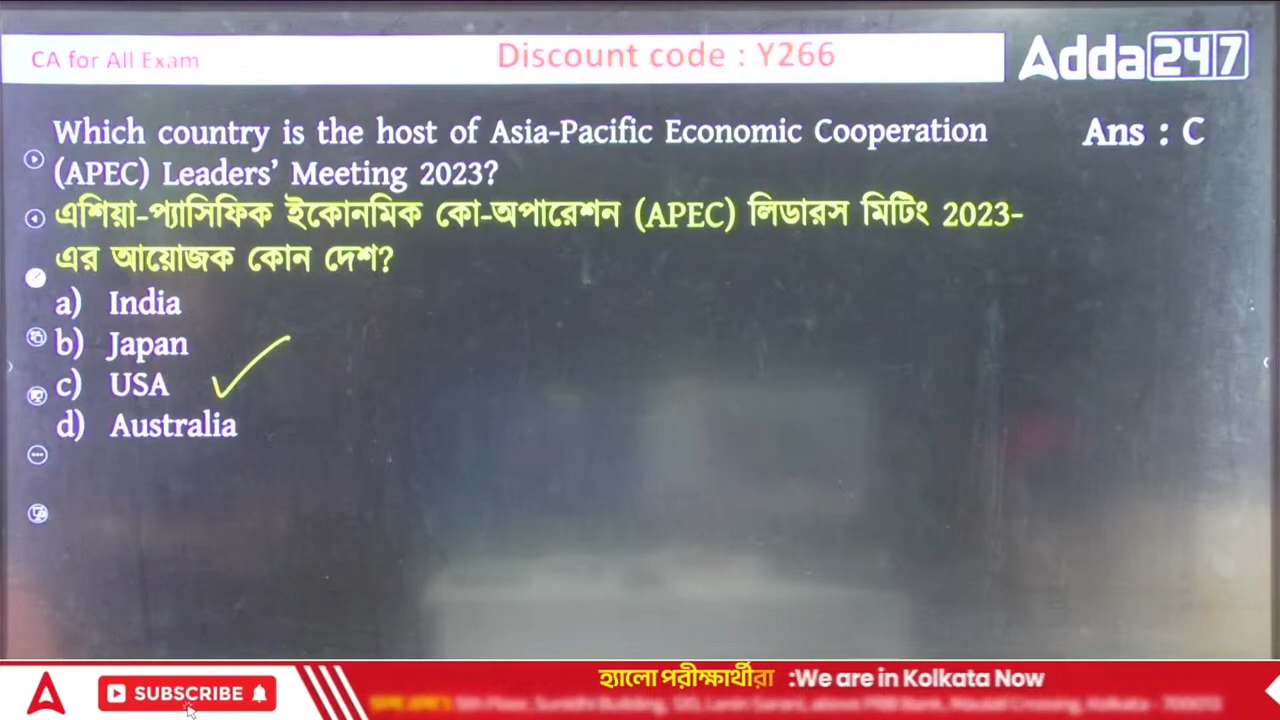 CA for All Exam
Discount code : Y266
Adda247
Which country is the host of Asia-Pacific Economic Cooperation
(APEC) Leaders’ Meeting 2023?
Ans : C
এশিয়া-প্যাসিফিক ইকোনমিক কো-অপারেশন (APEC) লিডারস মিটিং 2023-
এর আয়োজক কোন দেশ?
a) India
b) Japan
c) USA
d) Australia
SUBSCRIBE
হ্যালো পরীক্ষার্থীরা :We are in Kolkata Now